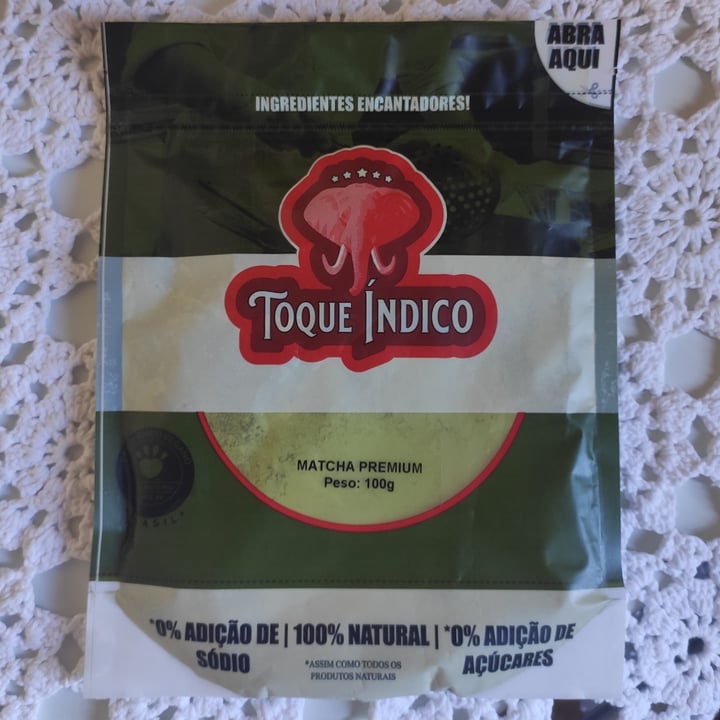 ABRA
AQUI
INGREDIENTES ENCANTADORES!
TOQUE ÍNDICO
MATCHA PREMIUM
Peso: 100g
*0% ADIÇÃO DE | 100% NATURAL | *0% ADIÇÃO DE
SÓDIO
*ASSIM COMO TODOS OS
PRODUTOS NATURAIS
AÇÚCARES